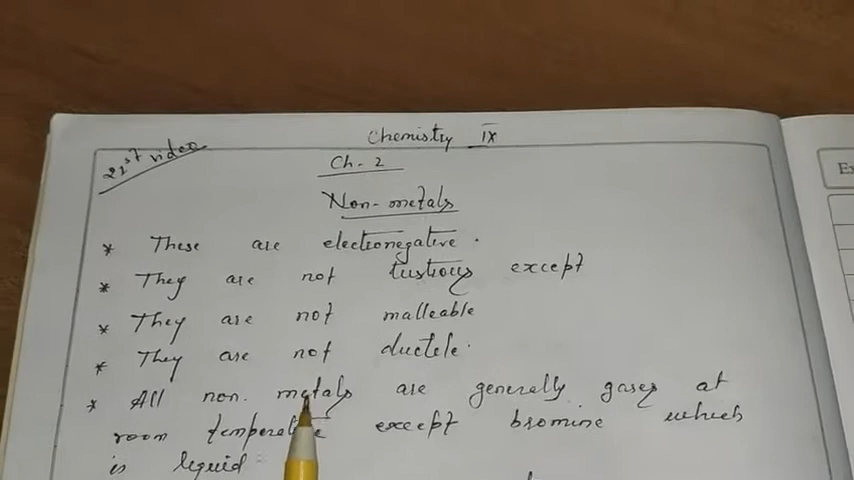 21st video
Chemistry IX
Ch. 2
Non-metals
* These are electronegative.
* They are not lustrous except
* They are not malleable
* They are not ductele.
* All non. metals are generally gases at
room temperature except bromine which
is liquid